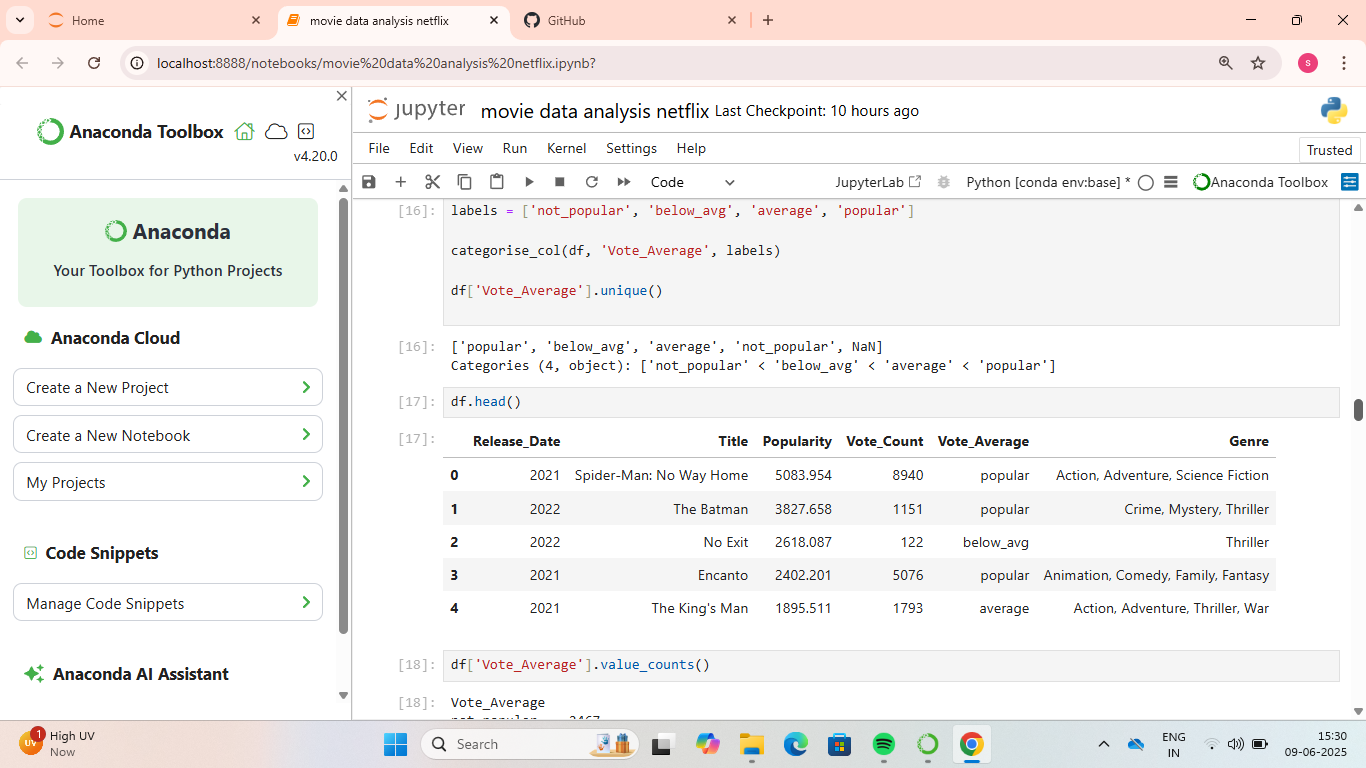 Home
movie data analysis netflix
GitHub
localhost:8888/notebooks/movie%20data%20analysis%20netflix.ipynb?
s
Anaconda Toolbox
v4.20.0
Anaconda
Your Toolbox for Python Projects
Anaconda Cloud
Create a New Project
Create a New Notebook
My Projects
Code Snippets
Manage Code Snippets
Anaconda AI Assistant
jupyter movie data analysis netflix Last Checkpoint: 10 hours ago
File Edit View Run Kernel Settings Help
Trusted
Code JupyterLab Python [conda env:base] * Anaconda Toolbox
[16]: labels = ['not_popular', 'below_avg', 'average', 'popular']
categorise_col(df, 'Vote_Average', labels)
df['Vote_Average'].unique()
[16]: ['popular', 'below_avg', 'average', 'not_popular', NaN]
Categories (4, object): ['not_popular' < 'below_avg' < 'average' < 'popular']
[17]: df.head()
[17]: Release_Date Title Popularity Vote_Count Vote_Average Genre
0 2021 Spider-Man: No Way Home 5083.954 8940 popular Action, Adventure, Science Fiction
1 2022 The Batman 3827.658 1151 popular Crime, Mystery, Thriller
2 2022 No Exit 2618.087 122 below_avg Thriller
3 2021 Encanto 2402.201 5076 popular Animation, Comedy, Family, Fantasy
4 2021 The King's Man 1895.511 1793 average Action, Adventure, Thriller, War
[18]: df['Vote_Average'].value_counts()
[18]: Vote_Average
UV
1
High UV
Now
Search
ENG
IN
15:30
09-06-2025